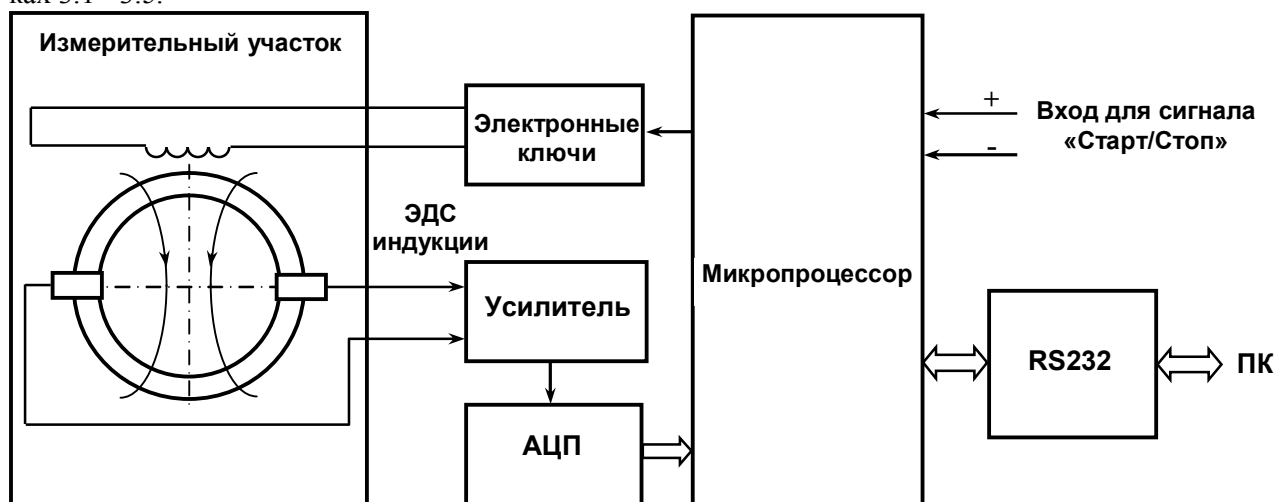 ках 3.1 - 3.3.
Измерительный участок
Электронные
ключи
+
-
Вход для сигнала
«Старт/Стоп»
ЭДС
индукции
Усилитель
Микропроцессор
RS232
ПК
АЦП